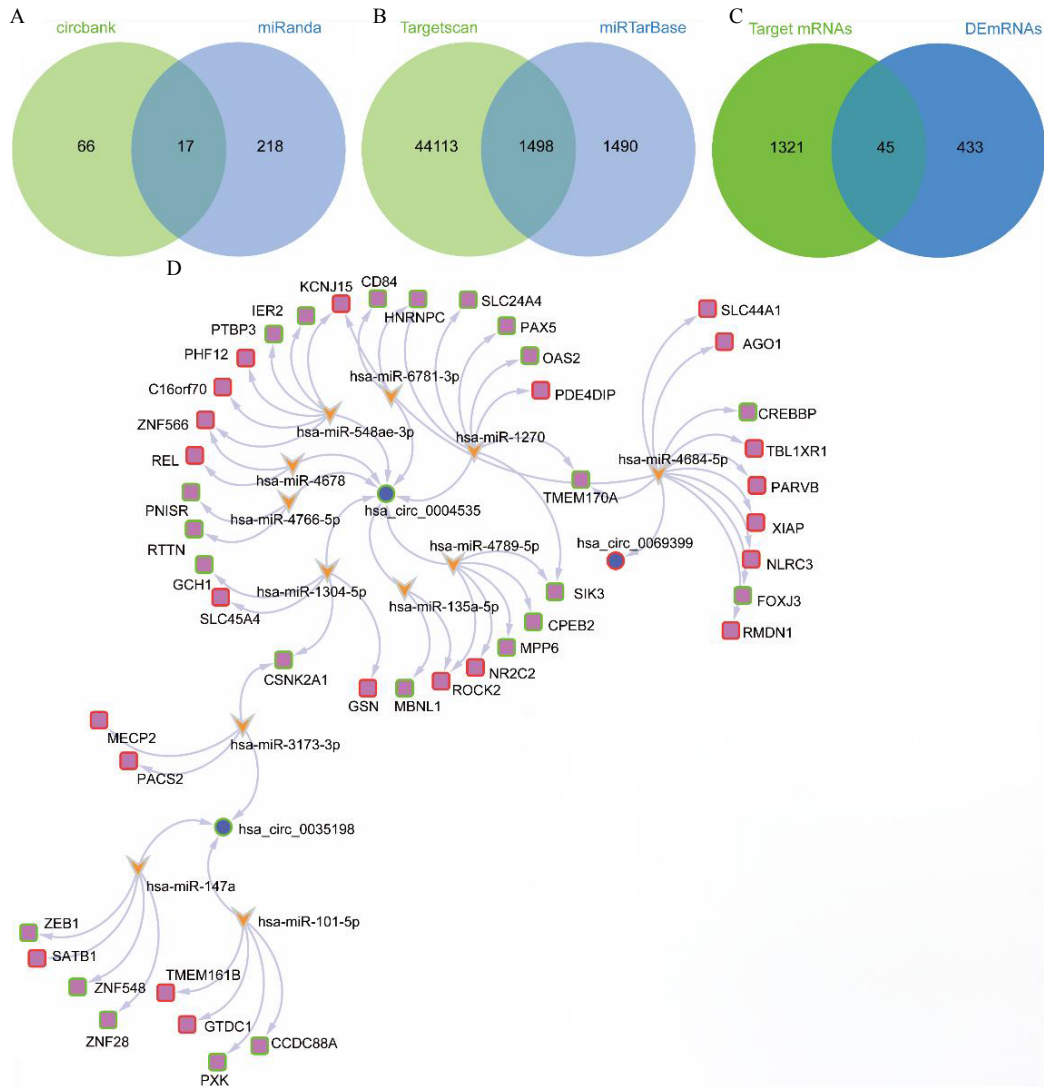 A
circbank
miRanda
66
17
218
B
Targetscan
miRTarBase
44113
1498
1490
C
Target mRNAs
DEmRNAs
1321
45
433
D
KCNJ15
CD84
IER2
HNRNPC
SLC24A4
PTBP3
PAX5
PHF12
OAS2
C16orf70
hsa-miR-6781-3p
PDE4DIP
ZNF566
hsa-miR-548ae-3p
hsa-miR-1270
REL
hsa-miR-4678
PNISR
hsa-miR-4766-5p
hsa_circ_0004535
TMEM170A
RTTN
hsa-miR-4789-5p
GCH1
hsa-miR-1304-5p
hsa-miR-135a-5p
SIK3
SLC45A4
CPEB2
MPP6
NR2C2
CSNK2A1
GSN
MBNL1
ROCK2
SLC44A1
AGO1
CREBBP
hsa-miR-4684-5p
TBL1XR1
PARVB
XIAP
hsa_circ_0069399
NLRC3
FOXJ3
RMDN1
MECP2
hsa-miR-3173-3p
PACS2
hsa_circ_0035198
hsa-miR-147a
hsa-miR-101-5p
ZEB1
SATB1
ZNF548
TMEM161B
ZNF28
GTDC1
CCDC88A
PXK